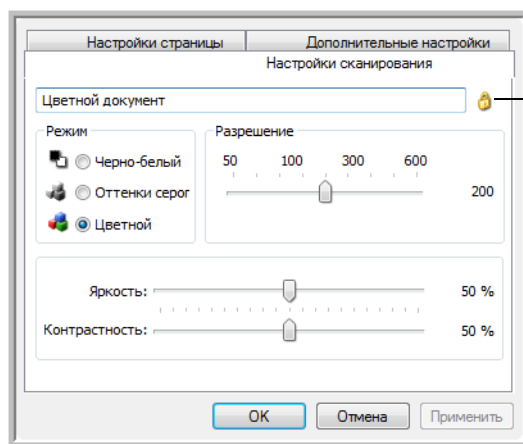 Настройки страницы Дополнительные настройки
Настройки сканирования
Цветной документ
Режим Разрешение
Черно-белый 50 100 300 600
Оттенки серог 200
Цветной
Яркость: 50 %
Контрастность: 50 %
OK Отмена Применить